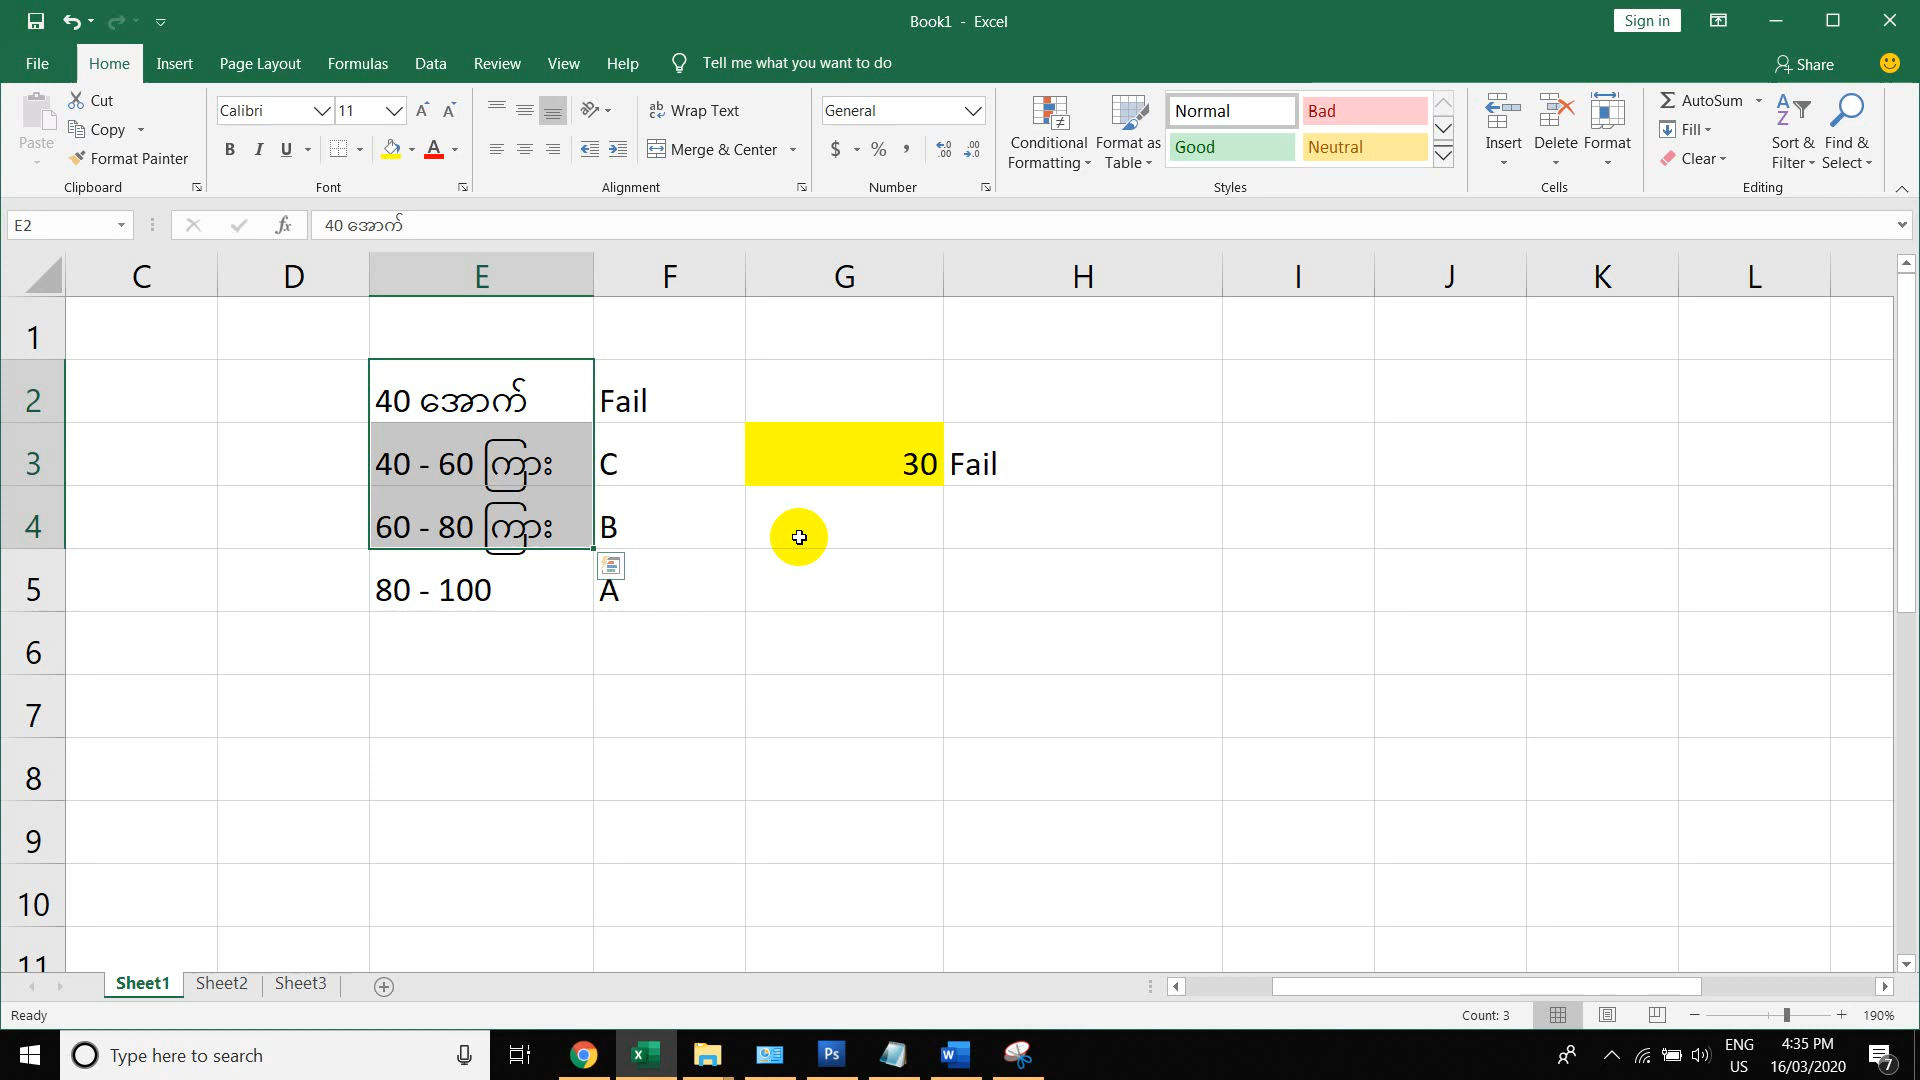 Book1 - Excel
Sign in
File Home Insert Page Layout Formulas Data Review View Help Tell me what you want to do
Share
Paste
Cut
Copy
Format Painter
Clipboard
Calibri 11
B I U
Font
Wrap Text
Merge & Center
Alignment
General
$ % ,
Number
Conditional Formatting
Format as Table
Normal Bad
Good Neutral
Styles
Insert Delete Format
Cells
AutoSum
Fill
Clear
Sort & Filter
Find & Select
Editing
E2
fx
40 အောက်
C D E F G H I J K L
1
2 40 အောက် Fail
3 40 - 60 ကြား C 30 Fail
4 60 - 80 ကြား B
5 80 - 100 A
6
7
8
9
10
11
Sheet1 Sheet2 Sheet3
Ready
Count: 3
190%
Type here to search
ENG
US
4:35 PM
16/03/2020
7